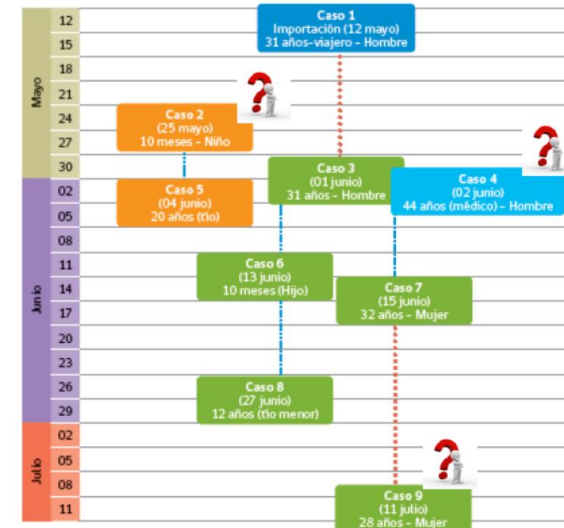 Mayo
12
15
18
21
24
27
30
Junio
02
05
08
11
14
17
20
23
26
29
Julio
02
05
08
11
Caso 1
Importación (12 mayo)
31 años-viajero – Hombre
?
Caso 2
(25 mayo)
10 meses – Niño
?
Caso 3
(01 junio)
31 años – Hombre
Caso 4
(02 junio)
44 años (médico) – Hombre
Caso 5
(04 junio)
20 años (tío)
Caso 6
(13 junio)
10 meses (Hijo)
Caso 7
(15 junio)
32 años – Mujer
Caso 8
(27 junio)
12 años (tío menor)
?
Caso 9
(11 julio)
28 años – Mujer